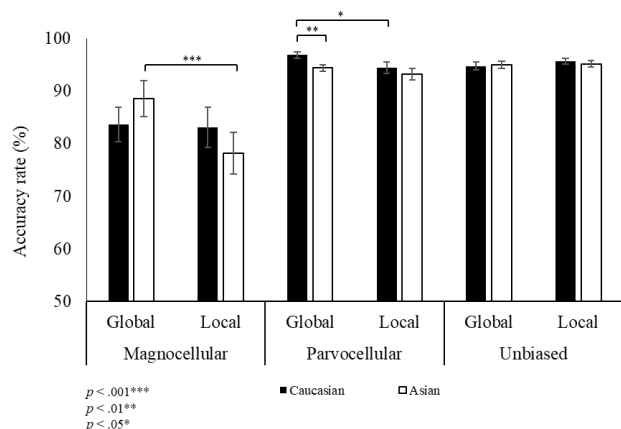 *
**
***
100
90
80
70
60
50
Accuracy rate (%)
Global Local Global Local Global Local
Magnocellular Parvocellular Unbiased
p < .001***
p < .01**
p < .05*
Caucasian Asian